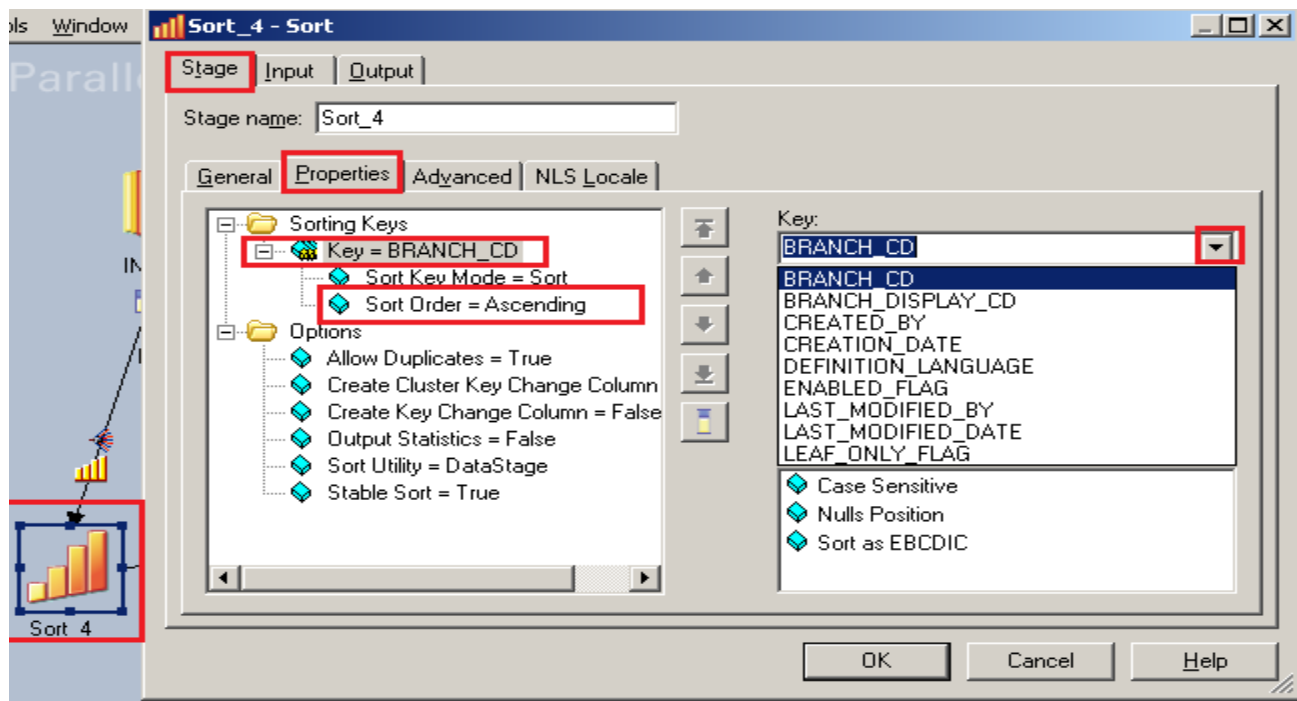 ols Window
Sort_4 - Sort
Parall
Stage Input Output
Stage name: Sort_4
General Properties Advanced NLS Locale
Sorting Keys
Key = BRANCH_CD
Sort Key Mode = Sort
Sort Order = Ascending
Options
Allow Duplicates = True
Create Cluster Key Change Column
Create Key Change Column = False
Output Statistics = False
Sort Utility = DataStage
Stable Sort = True
Key:
BRANCH_CD
BRANCH_CD
BRANCH_DISPLAY_CD
CREATED_BY
CREATION_DATE
DEFINITION_LANGUAGE
ENABLED_FLAG
LAST_MODIFIED_BY
LAST_MODIFIED_DATE
LEAF_ONLY_FLAG
Case Sensitive
Nulls Position
Sort as EBCDIC
IN
Sort_4
OK Cancel Help